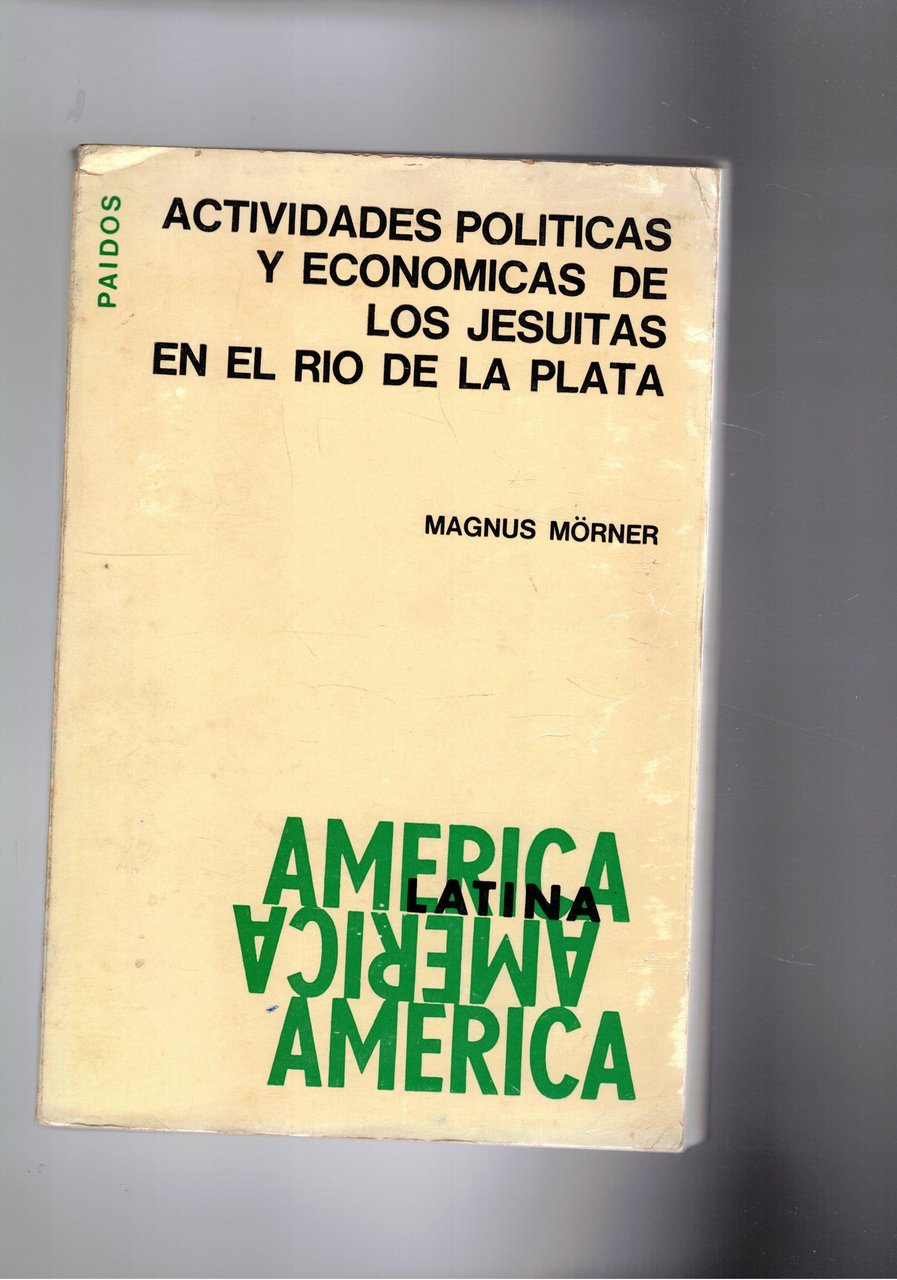 PAIDOS
ACTIVIDADES POLITICAS
Y ECONOMICAS DE
LOS JESUITAS
EN EL RIO DE LA PLATA
MAGNUS MÖRNER
AMERICA
LATINA
AMERICA
AMERICA